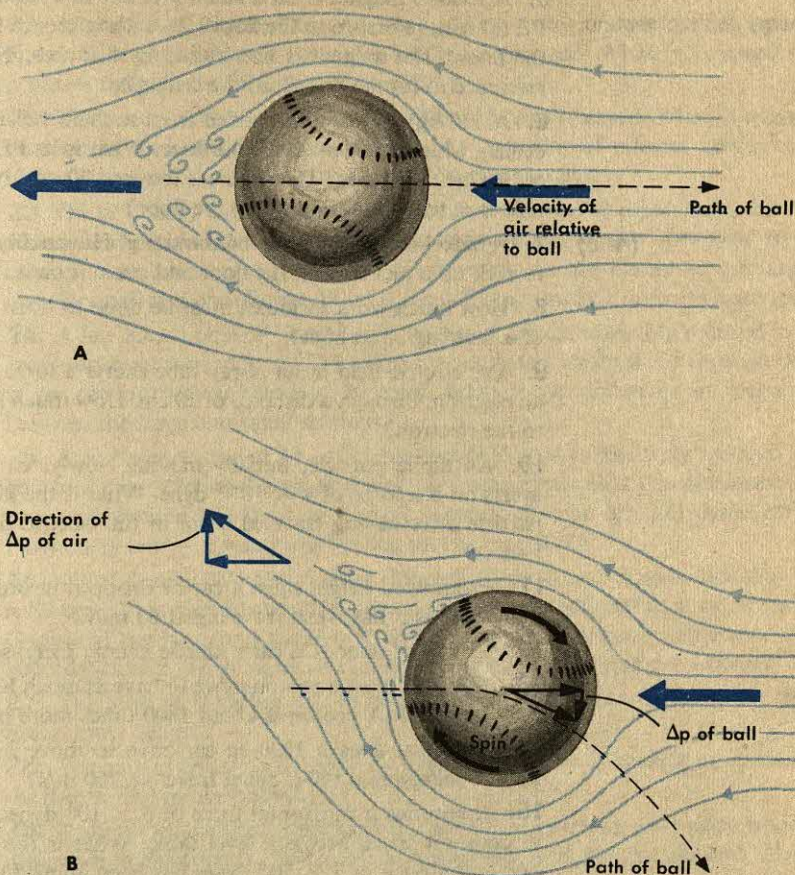 Velocity of
air relative
to ball
Path of ball
A
Direction of
Δp of air
Spin
Δp of ball
B
Path of ball